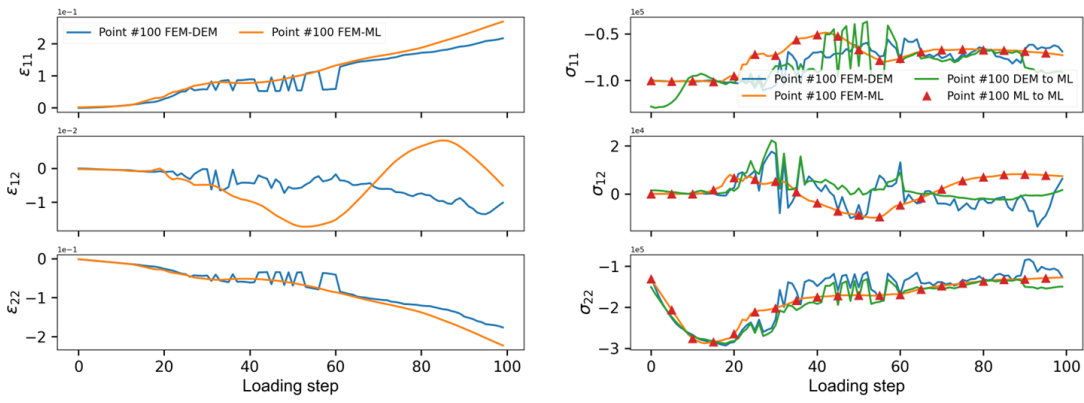 1e−1
Point #100 FEM-DEM
Point #100 FEM-ML
ε11
2
1
0
1e−2
ε12
0
−1
1e−1
ε22
0
−1
−2
0 20 40 60 80 100
Loading step
1e5
σ11
−0.5
−1.0
Point #100 FEM-DEM
Point #100 FEM-ML
Point #100 DEM to ML
Point #100 ML to ML
1e4
σ12
2
0
1e5
σ22
−1
−2
−3
0 20 40 60 80 100
Loading step